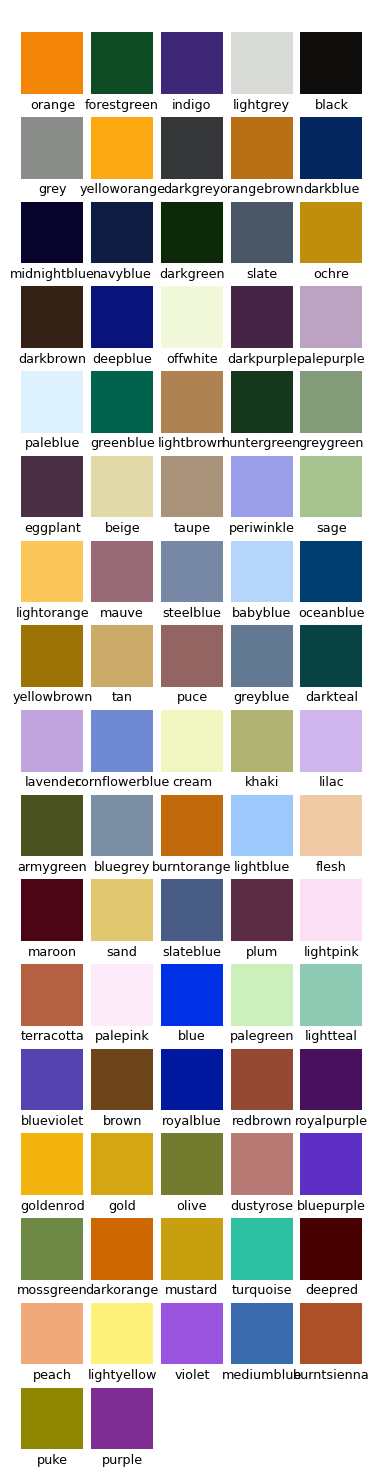 orange forestgreen indigo lightgrey black
grey yelloworange darkgrey orangebrown darkblue
midnightblue navyblue darkgreen slate ochre
darkbrown deepblue offwhite darkpurple palepurple
paleblue greenblue lightbrown huntergreen greygreen
eggplant beige taupe periwinkle sage
lightorange mauve steelblue babyblue oceanblue
yellowbrown tan puce greyblue darkteal
lavender cornflowerblue cream khaki lilac
armygreen bluegrey burntorange lightblue flesh
maroon sand slateblue plum lightpink
terracotta palepink blue palegreen lightteal
blueviolet brown royalblue redbrown royalpurple
goldenrod gold olive dustyrose bluepurple
mossgreen darkorange mustard turquoise deepred
peach lightyellow violet mediumblue burntsienna
puke purple